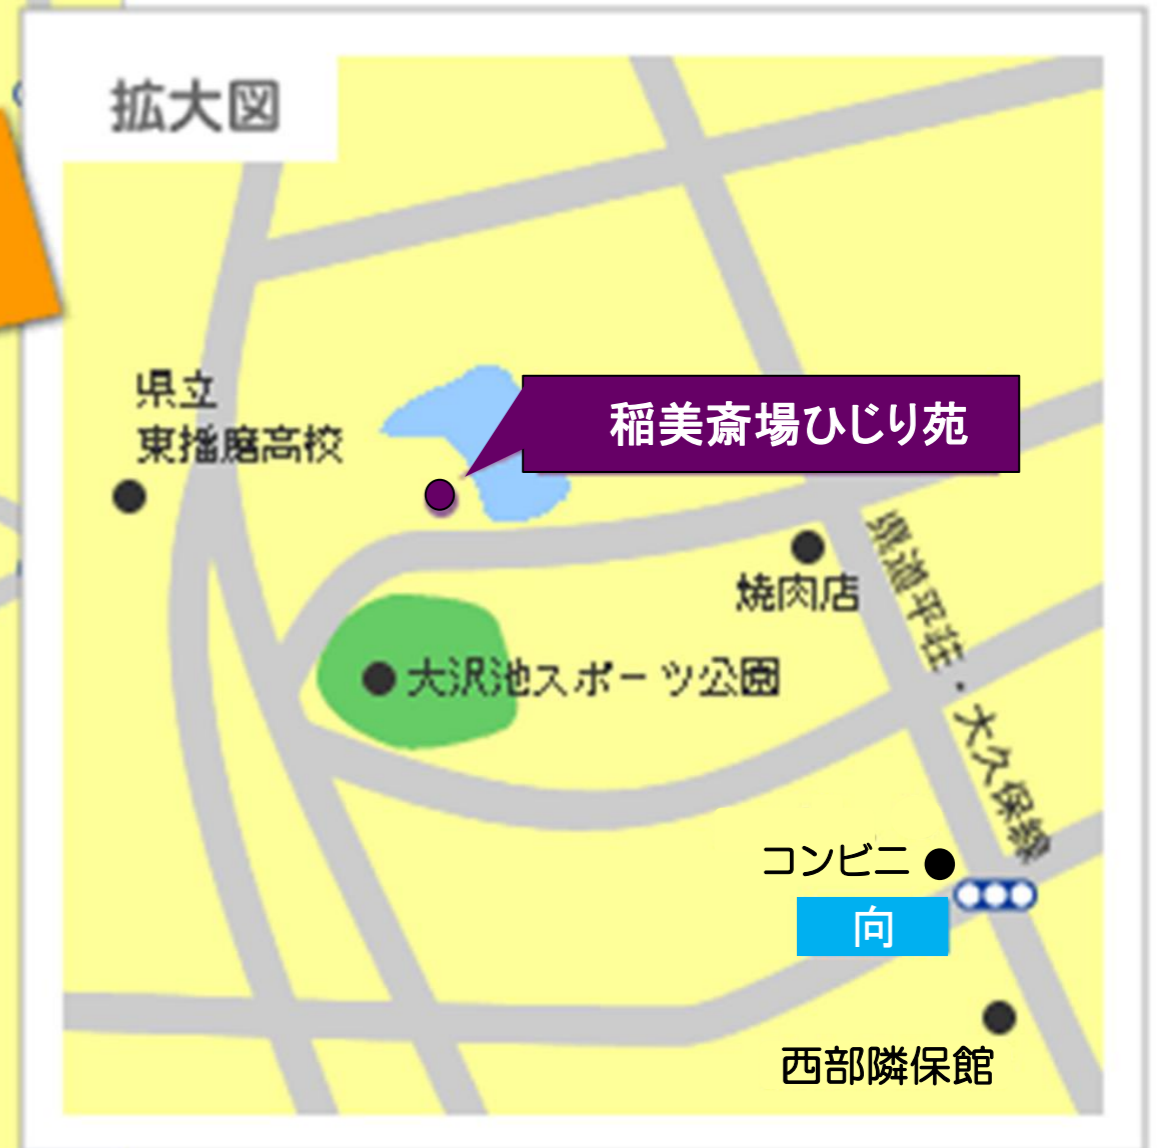 拡大図
県立
東播磨高校
稲美斎場ひじり苑
焼肉店
県道平荘・大久保線
大沢池スポーツ公園
コンビニ
向
西部隣保館